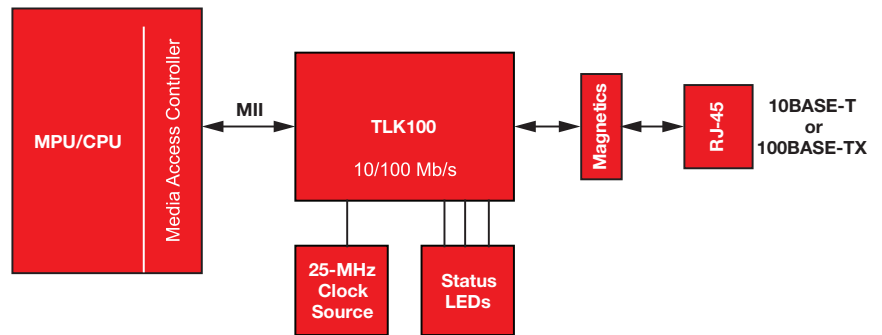 MPU/CPU
Media Access Controller
MII
TLK100
10/100 Mb/s
Magnetics
RJ-45
10BASE-T
or
100BASE-TX
25-MHz
Clock
Source
Status
LEDs